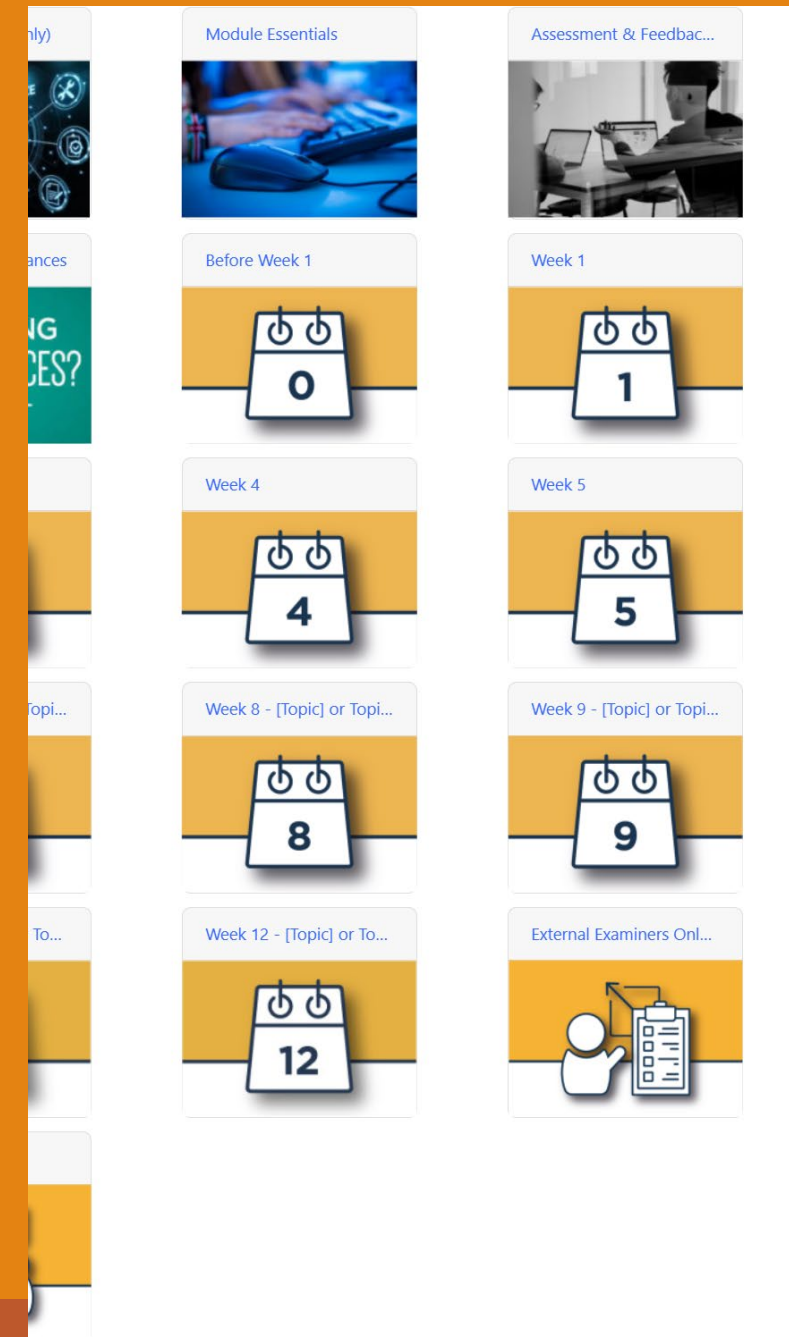 nly)
Module Essentials
Assessment & Feedbac...
ances
Before Week 1
Week 1
NG
CES?
0
1
Week 4
Week 5
4
5
Topi...
Week 8 - [Topic] or Topi...
Week 9 - [Topic] or Topi...
8
9
To...
Week 12 - [Topic] or To...
External Examiners Onl...
12